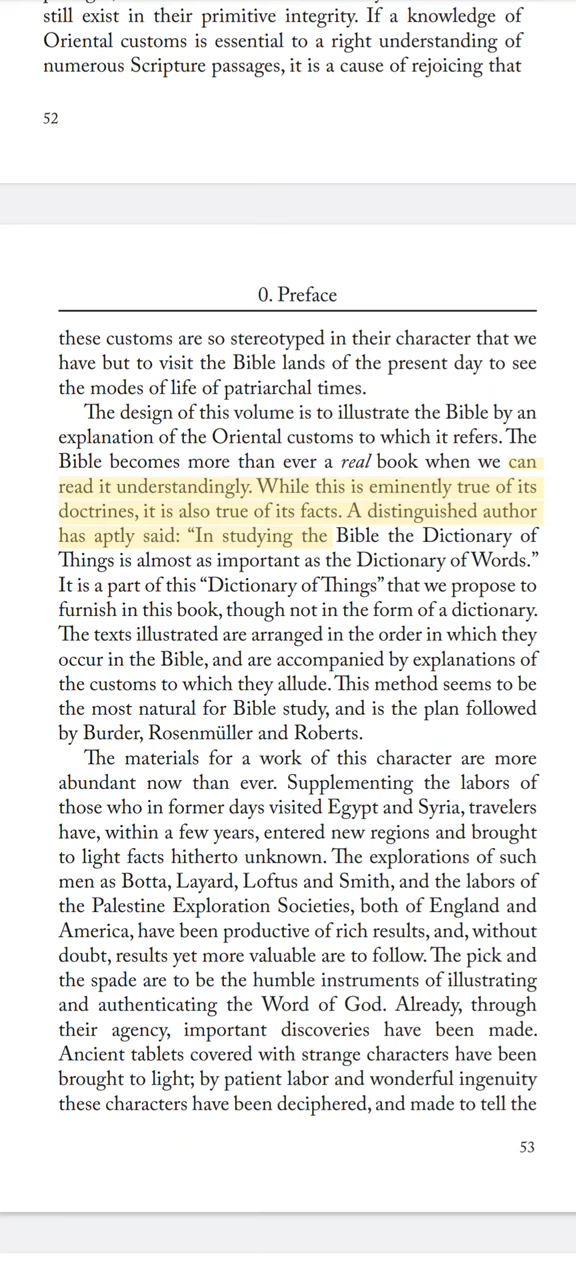 still exist in their primitive integrity. If a knowledge of
Oriental customs is essential to a right understanding of
numerous Scripture passages, it is a cause of rejoicing that
52
0. Preface
these customs are so stereotyped in their character that we
have but to visit the Bible lands of the present day to see
the modes of life of patriarchal times.
The design of this volume is to illustrate the Bible by an
explanation of the Oriental customs to which it refers. The
Bible becomes more than ever a real book when we can
read it understandingly. While this is eminently true of its
doctrines, it is also true of its facts. A distinguished author
has aptly said: “In studying the Bible the Dictionary of
Things is almost as important as the Dictionary of Words.”
It is a part of this “Dictionary of Things” that we propose to
furnish in this book, though not in the form of a dictionary.
The texts illustrated are arranged in the order in which they
occur in the Bible, and are accompanied by explanations of
the customs to which they allude. This method seems to be
the most natural for Bible study, and is the plan followed
by Burder, Rosenmüller and Roberts.
The materials for a work of this character are more
abundant now than ever. Supplementing the labors of
those who in former days visited Egypt and Syria, travelers
have, within a few years, entered new regions and brought
to light facts hitherto unknown. The explorations of such
men as Botta, Layard, Loftus and Smith, and the labors of
the Palestine Exploration Societies, both of England and
America, have been productive of rich results, and, without
doubt, results yet more valuable are to follow. The pick and
the spade are to be the humble instruments of illustrating
and authenticating the Word of God. Already, through
their agency, important discoveries have been made.
Ancient tablets covered with strange characters have been
brought to light; by patient labor and wonderful ingenuity
these characters have been deciphered, and made to tell the
53